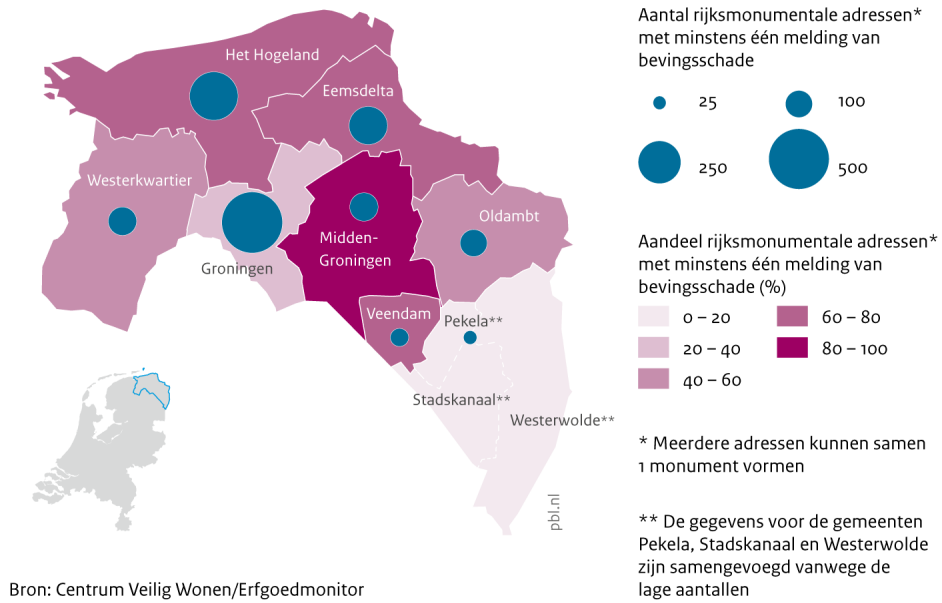 Het Hogeland
Eemsdelta
Westerkwartier
Oldambt
Midden-
Groningen
Groningen
Veendam
Pekela**
Stadskanaal**
Westerwolde**
pbl.nl
Bron: Centrum Veilig Wonen/Erfgoedmonitor
Aantal rijksmonumentale adressen*
met minstens één melding van
bevingsschade
25 100
250 500
Aandeel rijksmonumentale adressen*
met minstens één melding van
bevingsschade (%)
0 – 20 60 – 80
20 – 40 80 – 100
40 – 60
* Meerdere adressen kunnen samen
1 monument vormen
** De gegevens voor de gemeenten
Pekela, Stadskanaal en Westerwolde
zijn samengevoegd vanwege de
lage aantallen